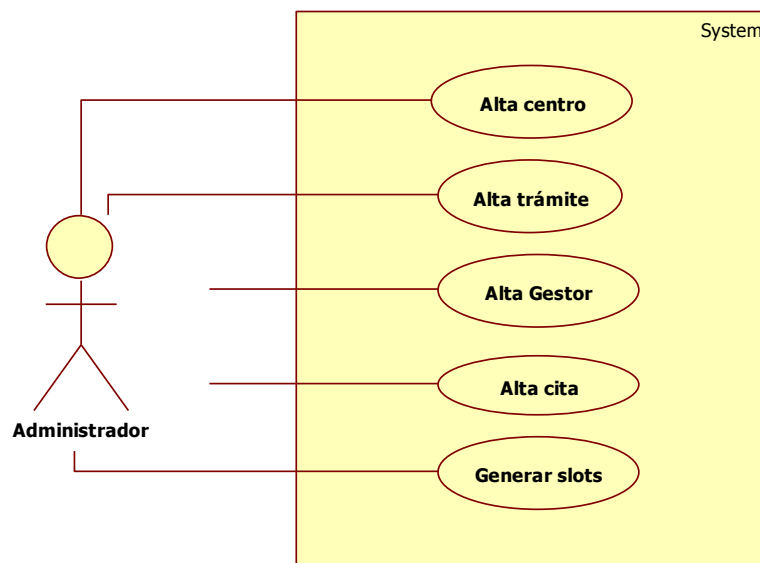 System
Alta centro
Alta trámite
Alta Gestor
Alta cita
Administrador
Generar slots